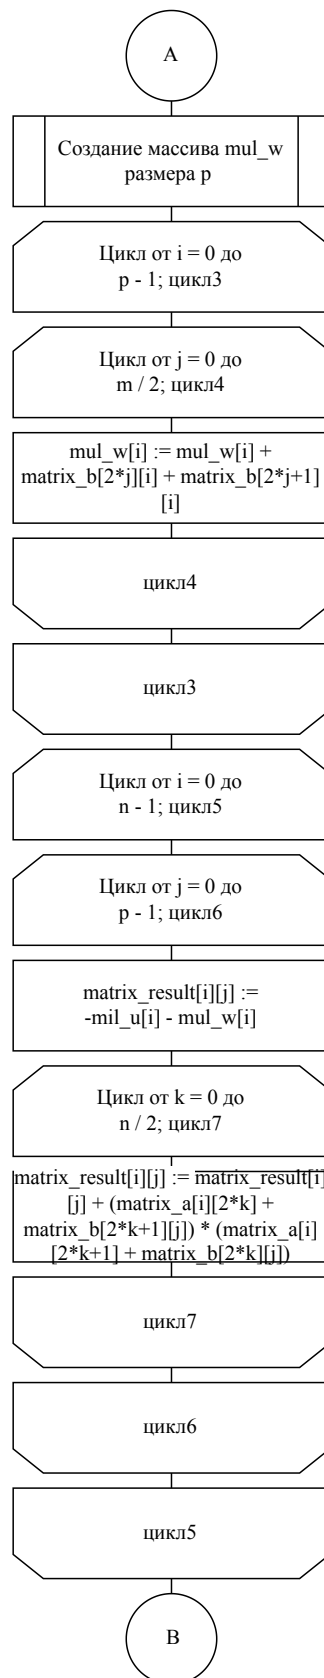 A
Создание массива mul_w
размера p
Цикл от i = 0 до
p - 1; цикл3
Цикл от j = 0 до
m / 2; цикл4
mul_w[i] := mul_w[i] +
matrix_b[2*j][i] + matrix_b[2*j+1]
[i]
цикл4
цикл3
Цикл от i = 0 до
n - 1; цикл5
Цикл от j = 0 до
p - 1; цикл6
matrix_result[i][j] :=
-mil_u[i] - mul_w[i]
Цикл от k = 0 до
n / 2; цикл7
matrix_result[i][j] := matrix_result[i]
[j] + (matrix_a[i][2*k] +
matrix_b[2*k+1][j]) * (matrix_a[i]
[2*k+1] + matrix_b[2*k][j])
цикл7
цикл6
цикл5
B